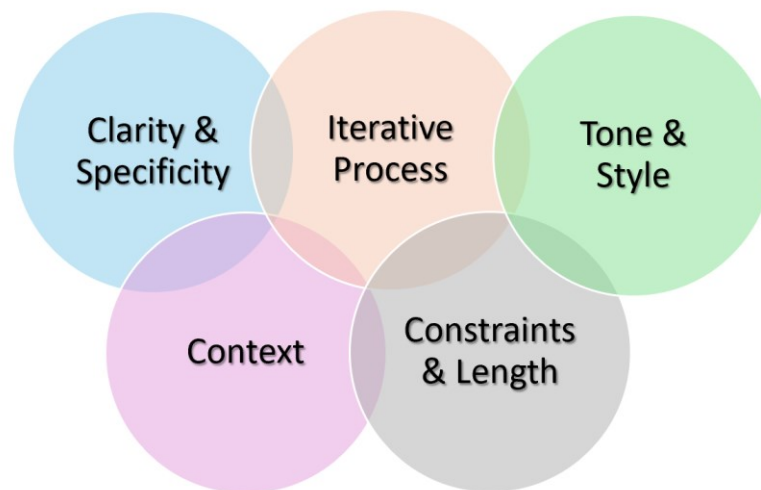 Clarity &
Specificity
Iterative
Process
Tone &
Style
Context
Constraints
& Length